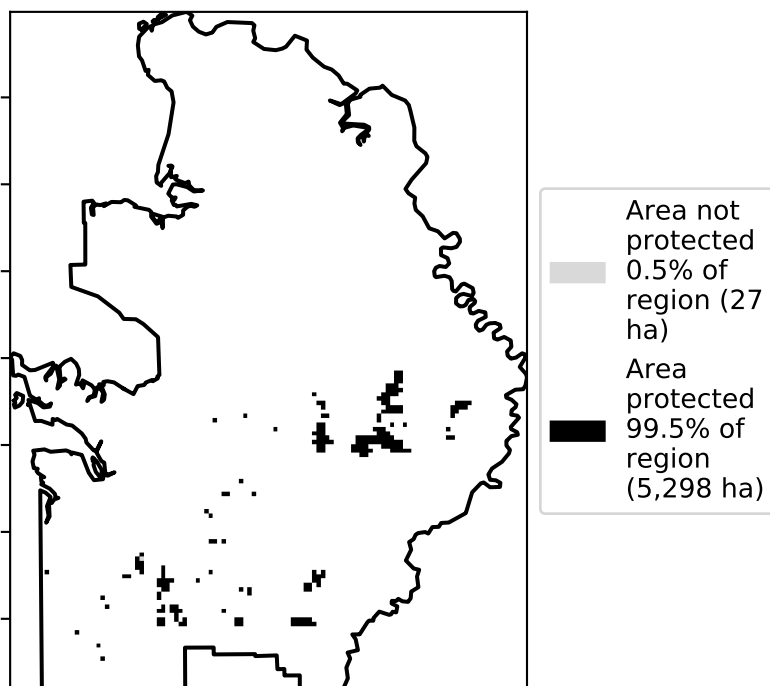 Area not
protected
0.5% of
region (27
ha)
Area
protected
99.5% of
region
(5,298 ha)